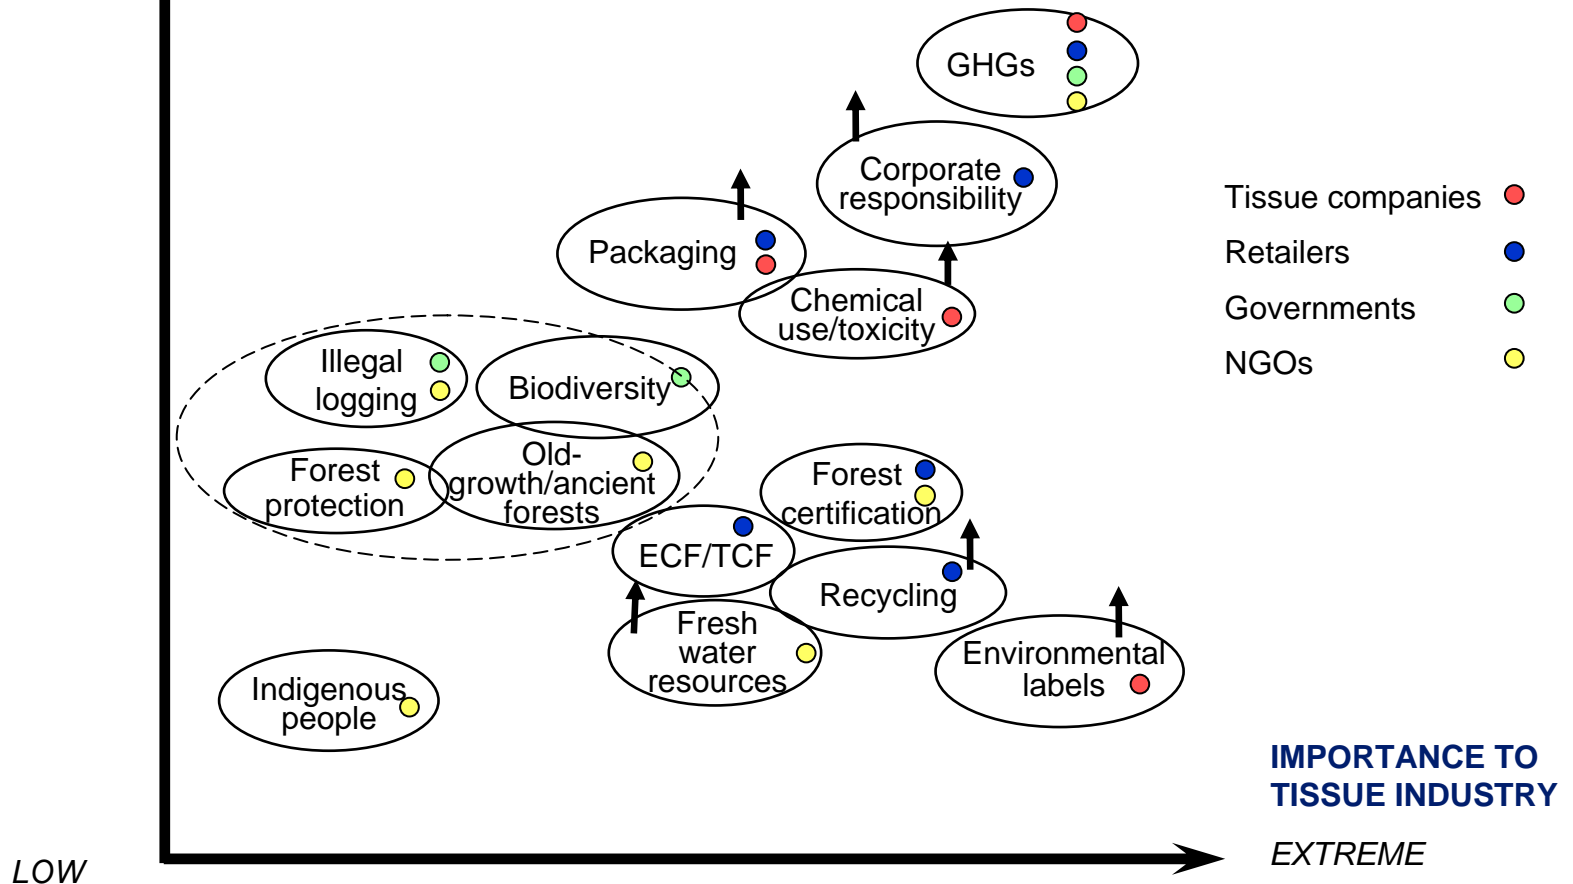 GHGs
Corporate
responsibility
Packaging
Chemical
use/toxicity
Tissue companies
Retailers
Governments
NGOs
Illegal
logging
Biodiversity
Forest
protection
Old-
growth/ancient
forests
Forest
certification
ECF/TCF
Recycling
Fresh
water
resources
Environmental
labels
Indigenous
people
IMPORTANCE TO
TISSUE INDUSTRY
LOW
EXTREME